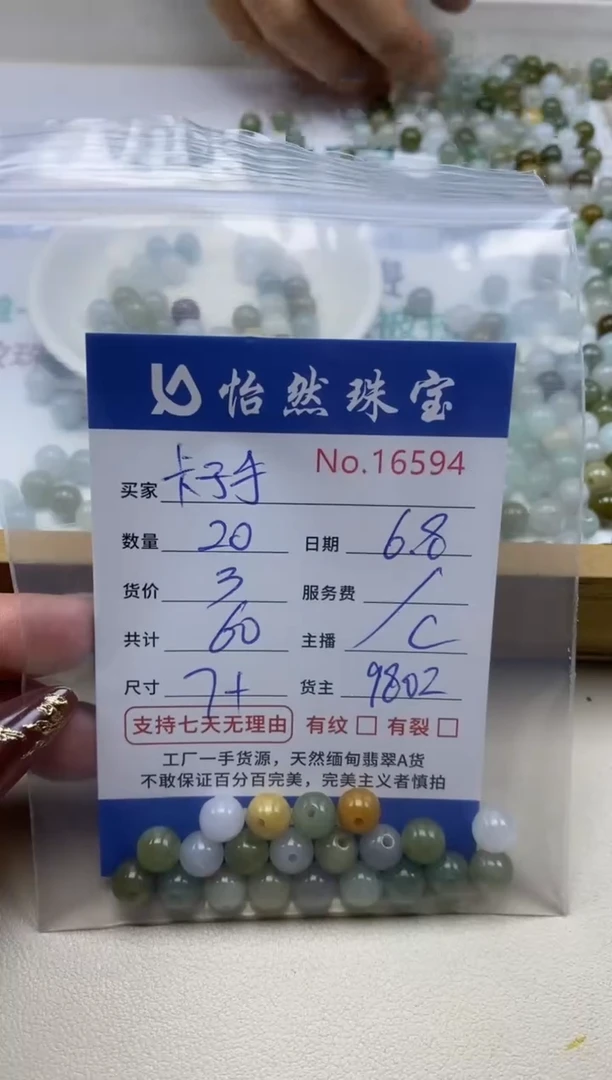 怡然珠宝
No.16594
买家 卡子手
数量 20 日期 6.8
货价 3 服务费 /
共计 60 主播 C
尺寸 7+ 货主 9802
支持七天无理由 有纹 □ 有裂 □
工厂一手货源，天然缅甸翡翠A货
不敢保证百分百完美，完美主义者慎拍